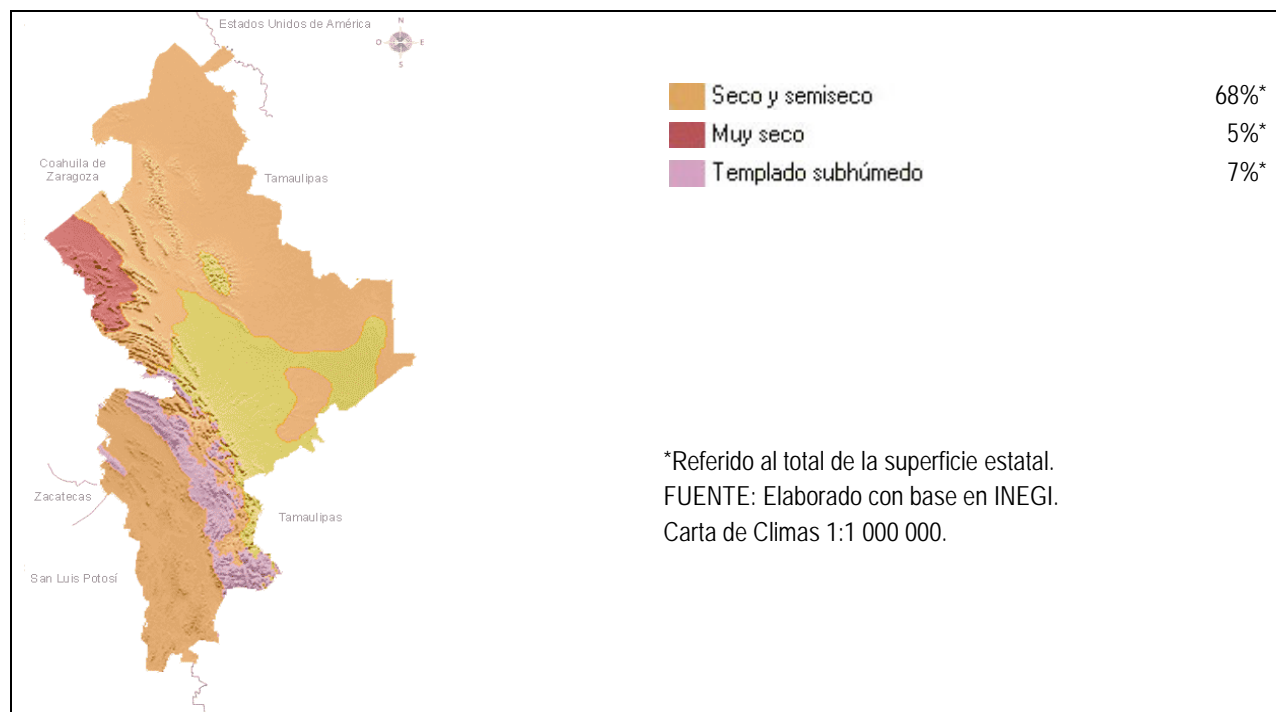 Estados Unidos de América
N
O
E
S
Seco y semiseco 68%*
Muy seco 5%*
Templado subhúmedo 7%*
Coahuila de
Zaragoza
Tamaulipas
*Referido al total de la superficie estatal.
FUENTE: Elaborado con base en INEGI.
Carta de Climas 1:1 000 000.
Zacatecas
Tamaulipas
San Luis Potosí